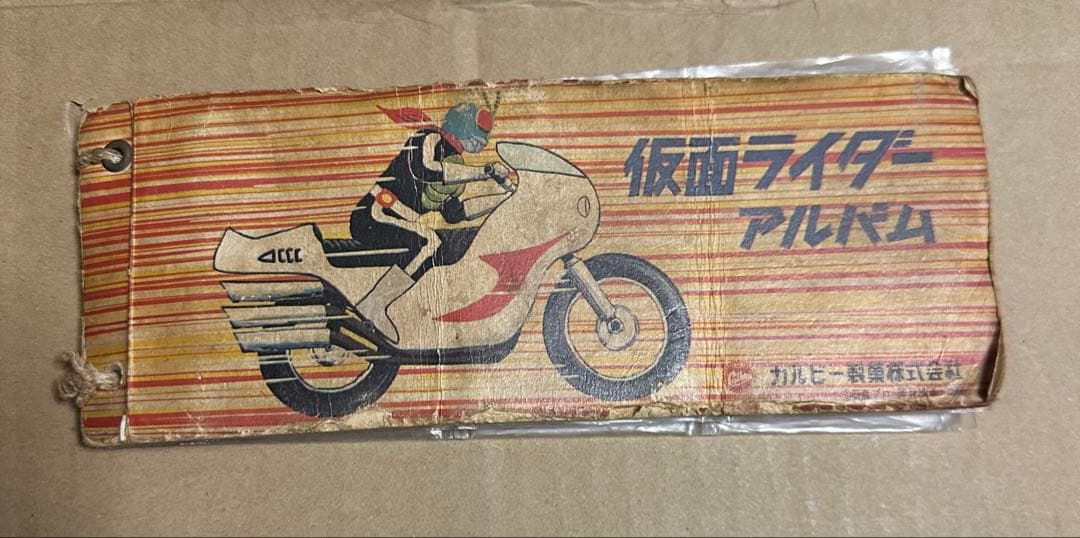 仮面ライダー
アルバム
カルビー製菓株式会社